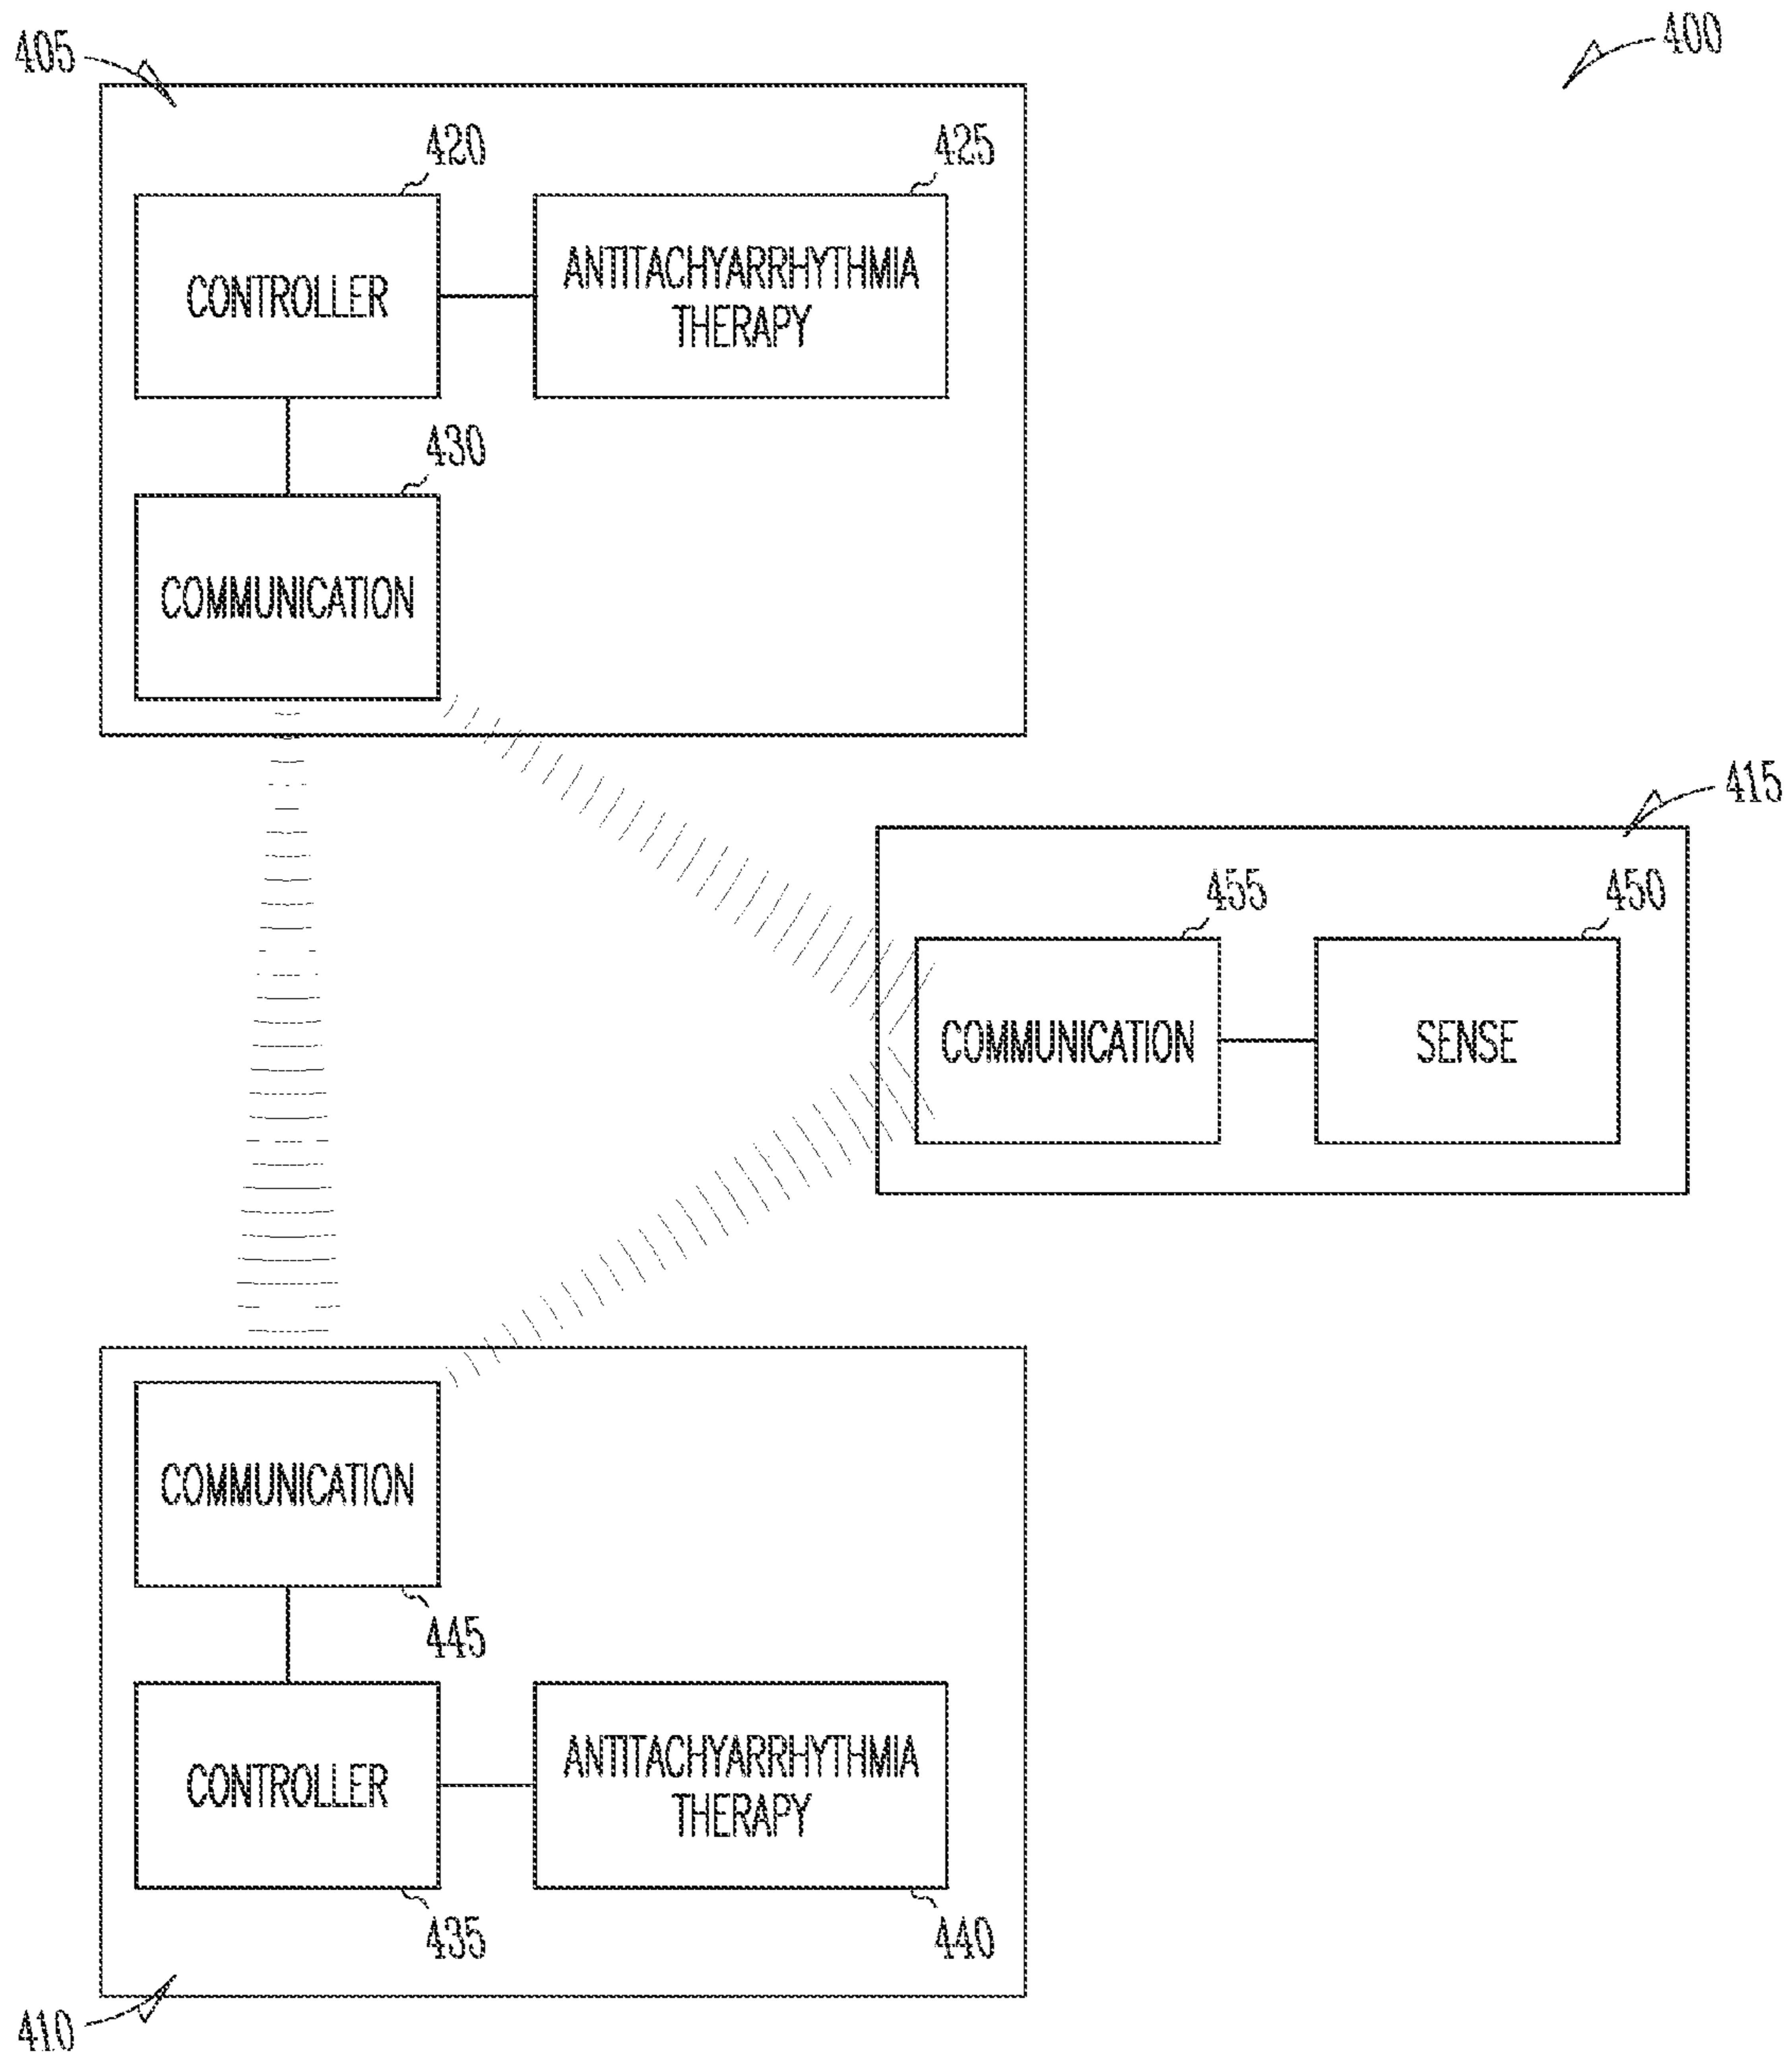 405
400
420
425
CONTROLLER
ANTITACHYARRHYTHMIA
THERAPY
430
COMMUNICATION
415
455
450
COMMUNICATION
SENSE
COMMUNICATION
445
CONTROLLER
ANTITACHYARRHYTHMIA
THERAPY
435
440
410